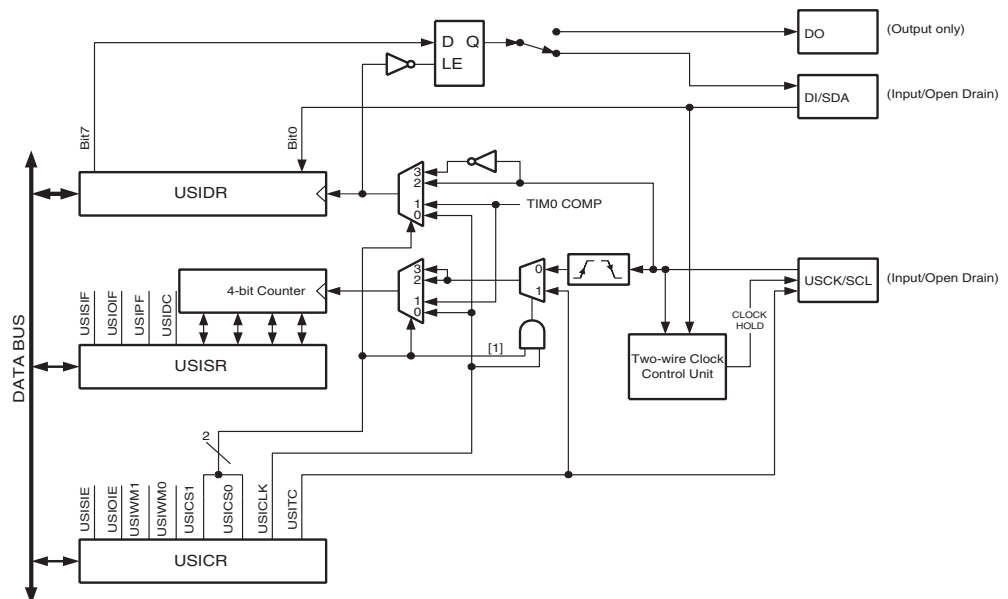 D Q
LE
DO
(Output only)
DI/SDA
(Input/Open Drain)
Bit7
Bit0
USIDR
3
2
1
0
TIM0 COMP
DATA BUS
4-bit Counter
3
2
1
0
0
1
USCK/SCL
(Input/Open Drain)
CLOCK
HOLD
USISIF
USIOIF
USIPF
USIDC
USISR
[1]
Two-wire Clock
Control Unit
2
USISIE
USIOIE
USIWM1
USIWM0
USICS1
USICS0
USICLK
USITC
USICR